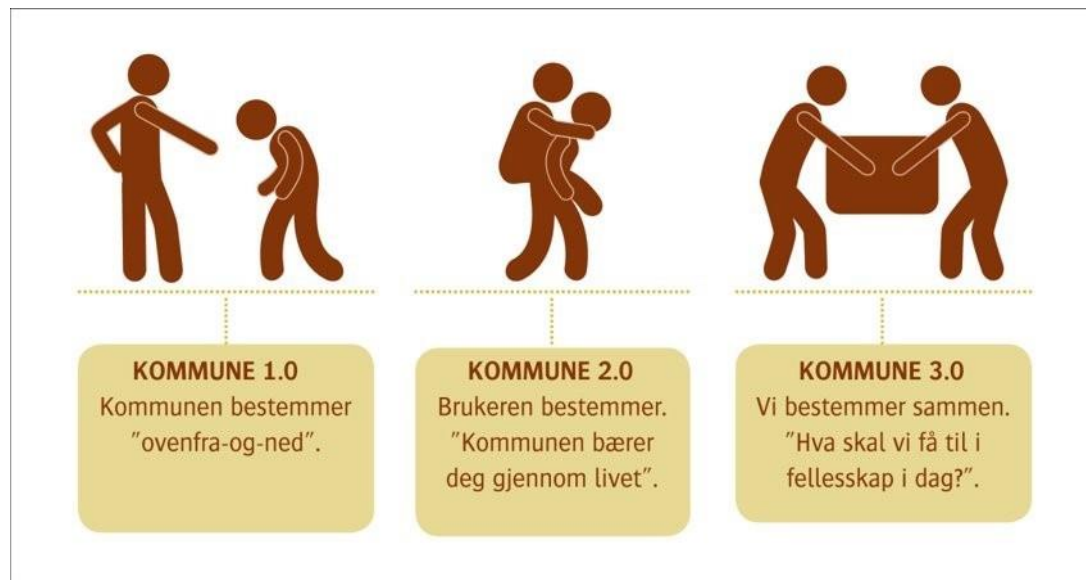 KOMMUNE 1.0
Kommunen bestemmer
”ovenfra-og-ned”.
KOMMUNE 2.0
Brukeren bestemmer.
”Kommunen bærer
deg gjennom livet”.
KOMMUNE 3.0
Vi bestemmer sammen.
”Hva skal vi få til i
fellesskap i dag?”.